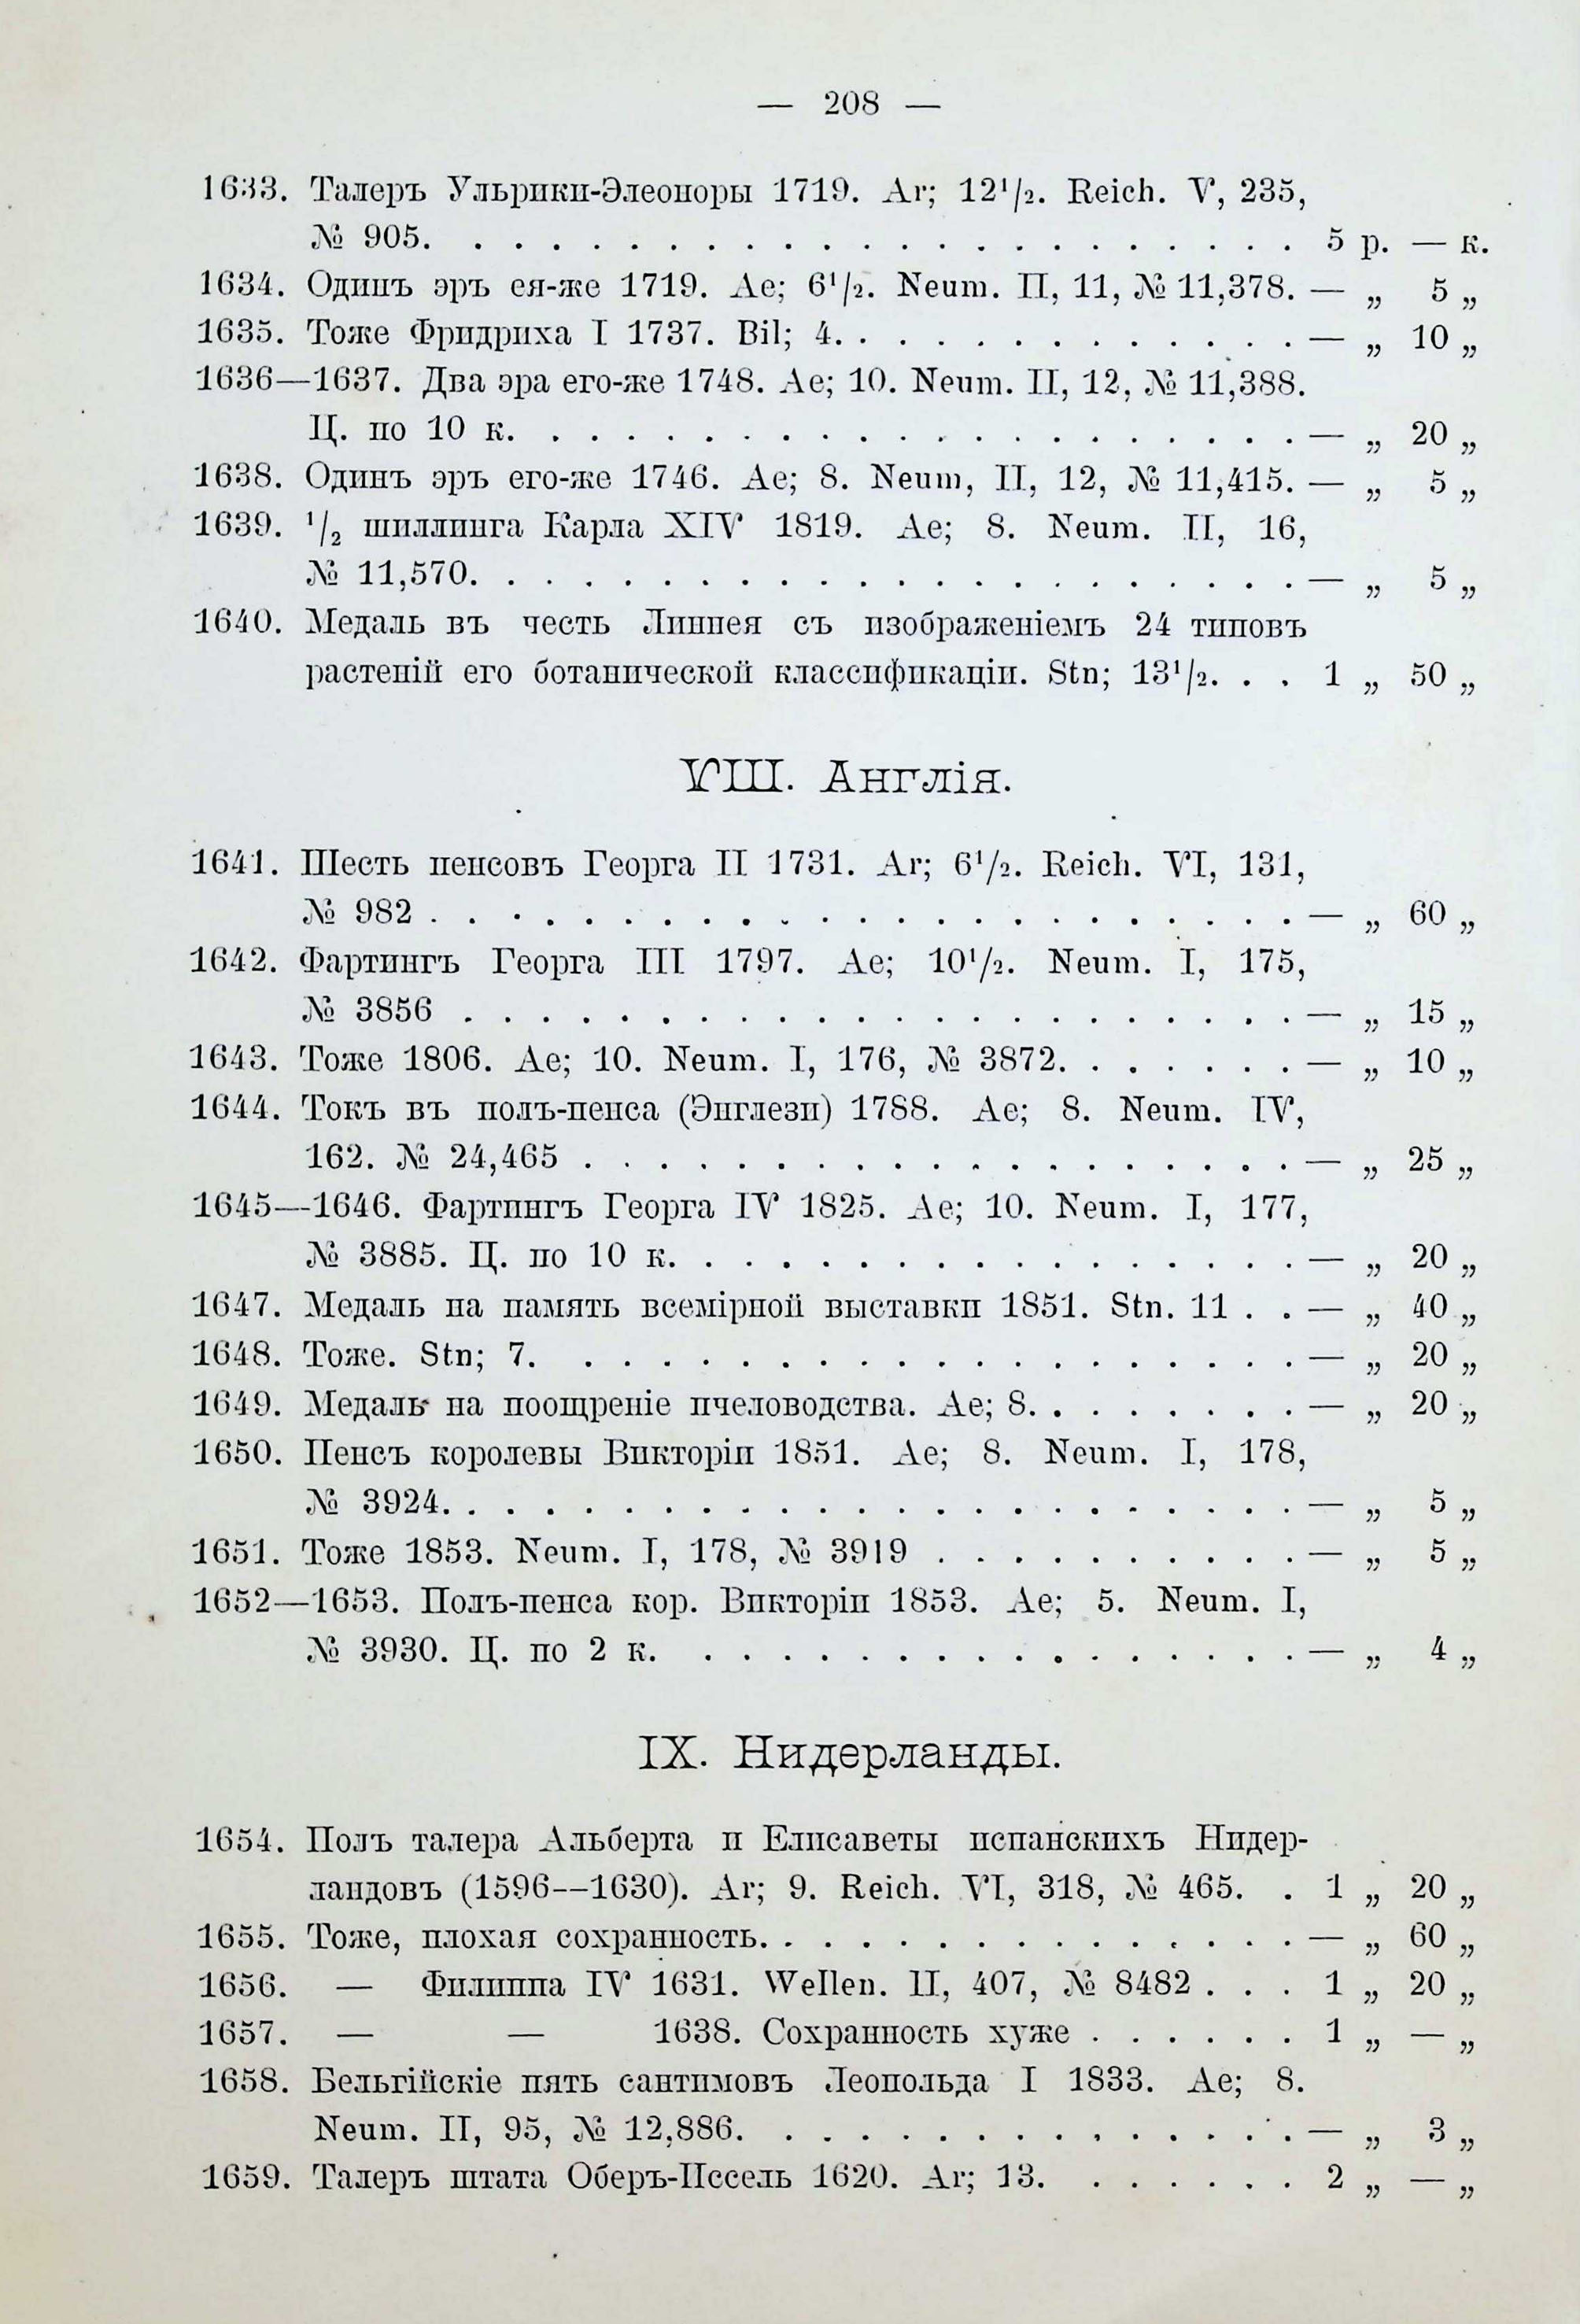 — 208 —
1633. Талеръ Ульрики-Элеоноры 1719. Ar; 12¹/₂. Reich. V, 235,
№ 905. . . . . . . . . . . . . . . . . . . . . . . 5 р. — к.
1634. Одинъ эръ ея-же 1719. Ae; 6¹/₂. Neum. II, 11, № 11,378. — „ 5 „
1635. Тоже Фридриха I 1737. Bil; 4. . . . . . . . . . . . . — „ 10 „
1636—1637. Два эра его-же 1748. Ae; 10. Neum. II, 12, № 11,388.
Ц. по 10 к. . . . . . . . . . . . . . . . . . . . . — „ 20 „
1638. Одинъ эръ его-же 1746. Ae; 8. Neum, II, 12, № 11,415. — „ 5 „
1639. ¹/₂ шиллинга Карла XIV 1819. Ae; 8. Neum. II, 16,
№ 11,570. . . . . . . . . . . . . . . . . . . . . . — „ 5 „
1640. Медаль въ честь Линнея съ изображеніемъ 24 типовъ
растеній его ботанической классификаціи. Stn; 13¹/₂. . . 1 „ 50 „
VIII. Англія.
1641. Шесть пенсовъ Георга II 1731. Ar; 6¹/₂. Reich. VI, 131,
№ 982 . . . . . . . . . . . . . . . . . . . . . . . — „ 60 „
1642. Фартингъ Георга III 1797. Ae; 10¹/₂. Neum. I, 175,
№ 3856 . . . . . . . . . . . . . . . . . . . . . . — „ 15 „
1643. Тоже 1806. Ae; 10. Neum. I, 176, № 3872. . . . . . . — „ 10 „
1644. Токъ въ полъ-пенса (Энглези) 1788. Ae; 8. Neum. IV,
162. № 24,465 . . . . . . . . . . . . . . . . . . . — „ 25 „
1645—1646. Фартингъ Георга IV 1825. Ae; 10. Neum. I, 177,
№ 3885. Ц. по 10 к. . . . . . . . . . . . . . . . . — „ 20 „
1647. Медаль на память всемірной выставки 1851. Stn. 11 . . — „ 40 „
1648. Тоже. Stn; 7. . . . . . . . . . . . . . . . . . . . — „ 20 „
1649. Медаль на поощреніе пчеловодства. Ae; 8. . . . . . . . — „ 20 „
1650. Пенсъ королевы Викторіи 1851. Ae; 8. Neum. I, 178,
№ 3924. . . . . . . . . . . . . . . . . . . . . . . — „ 5 „
1651. Тоже 1853. Neum. I, 178, № 3919 . . . . . . . . . . — „ 5 „
1652—1653. Полъ-пенса кор. Викторіи 1853. Ae; 5. Neum. I,
№ 3930. Ц. по 2 к. . . . . . . . . . . . . . . . . — „ 4 „
IX. Нидерланды.
1654. Полъ талера Альберта и Елисаветы испанскихъ Нидер-
ландовъ (1596—1630). Ar; 9. Reich. VI, 318, № 465. . 1 „ 20 „
1655. Тоже, плохая сохранность. . . . . . . . . . . . . . . — „ 60 „
1656. — Филиппа IV 1631. Wellen. II, 407, № 8482 . . . 1 „ 20 „
1657. — — 1638. Сохранность хуже . . . . . . 1 „ — „
1658. Бельгійскіе пять сантимовъ Леопольда I 1833. Ae; 8.
Neum. II, 95, № 12,886. . . . . . . . . . . . . . . — „ 3 „
1659. Талеръ штата Оберъ-Иссель 1620. Ar; 13. . . . . . . 2 „ — „